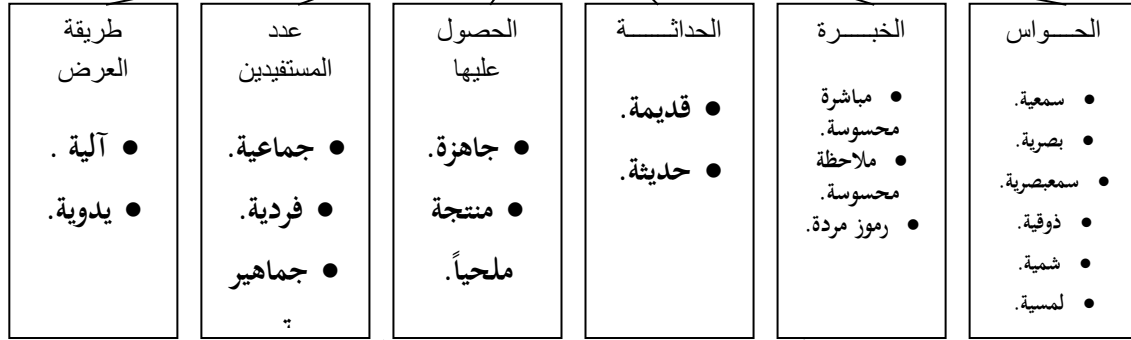 الحـــواس
● سمعية.
● بصرية.
● سمعبصرية.
● ذوقية.
● شمية.
● لمسية.
الخبـــرة
● مباشرة
محسوسة.
● ملاحظة
محسوسة.
● رموز مردة.
الحداثـــــة
● قديمة.
● حديثة.
الحصول
عليها
● جاهزة.
● منتجة
ملحياً.
عدد
المستفيدين
● جماعية.
● فردية.
● جماهير
ة
طريقة
العرض
● آلية .
● يدوية.